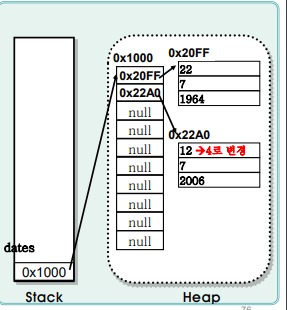 0x1000
0x20FF
0x22A0
null
null
null
null
null
null
null
null
0x20FF
22
7
1964
0x22A0
12 →4로 변경
7
2006
dates
0x1000
Stack
Heap
76